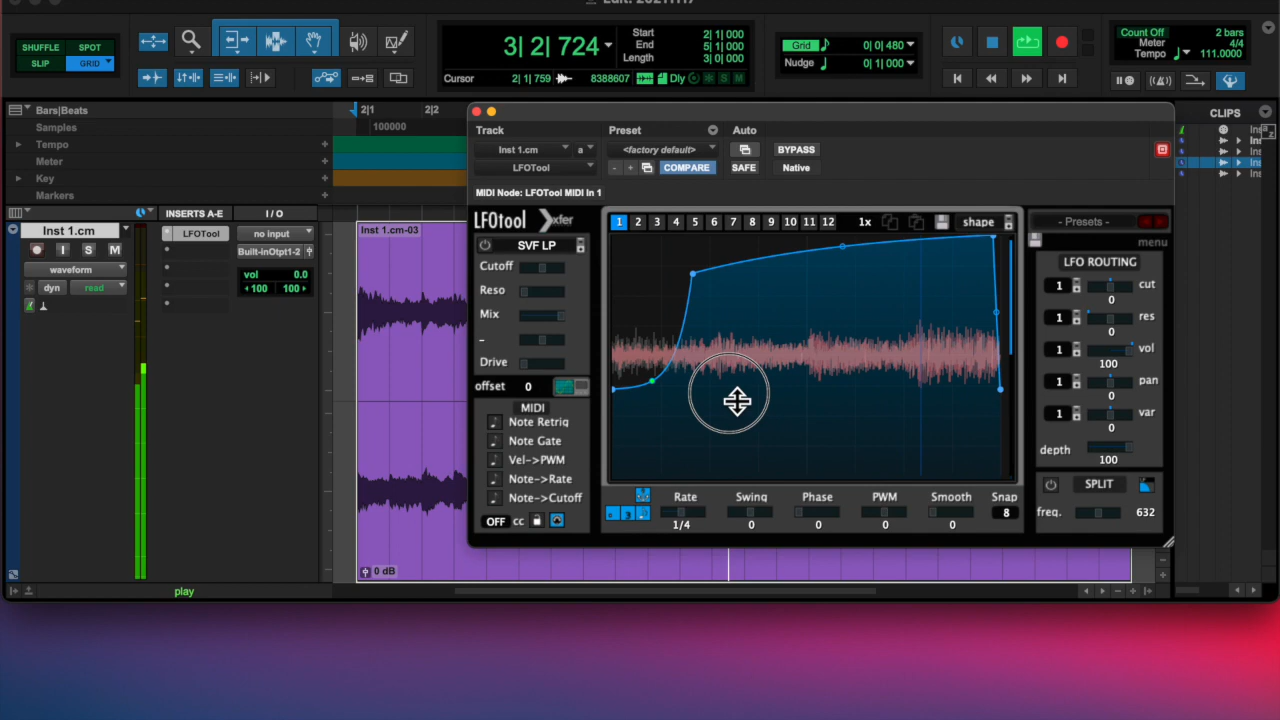 SHUFFLE SPOT
SLIP GRID
3| 2| 724
Start 2| 1| 000
End 5| 1| 000
Length 3| 0| 000
Cursor 2| 1| 759 8388607 Dly S M
Grid 0| 0| 480
Nudge 0| 1| 000
Count Off 2 bars
Meter 4/4
Tempo 111.0000
Bars|Beats 2|1 2|2
Samples 100000
Tempo
Meter
Key
Markers
CLIPS
INSERTS A-E I / O
Inst 1.cm
I S M
waveform
dyn read
LFOTool
no input
Built-inOtpt1-2
vol 0.0
100 100
Inst 1.cm-03
0 dB
play
Track Preset Auto
Inst 1.cm a <factory default> BYPASS
LFOTool - + COMPARE SAFE Native
MIDI Node: LFOTool MIDI In 1
LFOtool xfer
1 2 3 4 5 6 7 8 9 10 11 12 1x shape
- Presets -
menu
SVF LP
Cutoff
Reso
Mix
-
Drive
offset 0
MIDI
Note Retrig
Note Gate
Vel->PWM
Note->Rate
Note->Cutoff
OFF cc
Rate Swing Phase PWM Smooth Snap
1/4 0 0 0 0 8
LFO ROUTING
1 cut
0
1 res
0
1 vol
100
1 pan
0
1 var
0
depth
100
SPLIT
freq. 632